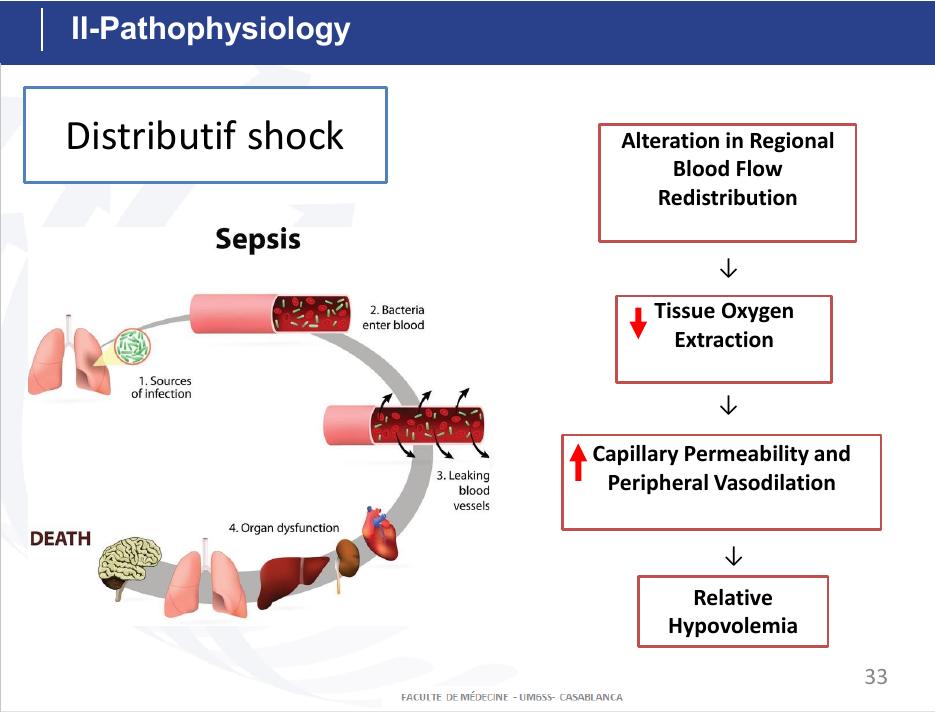 II-Pathophysiology
Distributif shock
Sepsis
1. Sources
of infection
2. Bacteria
enter blood
3. Leaking
blood
vessels
4. Organ dysfunction
DEATH
Alteration in Regional
Blood Flow
Redistribution
↓
Tissue Oxygen
Extraction
↓
Capillary Permeability and
Peripheral Vasodilation
↓
Relative
Hypovolemia
33
FACULTE DE MÉDECINE - UM6SS- CASABLANCA